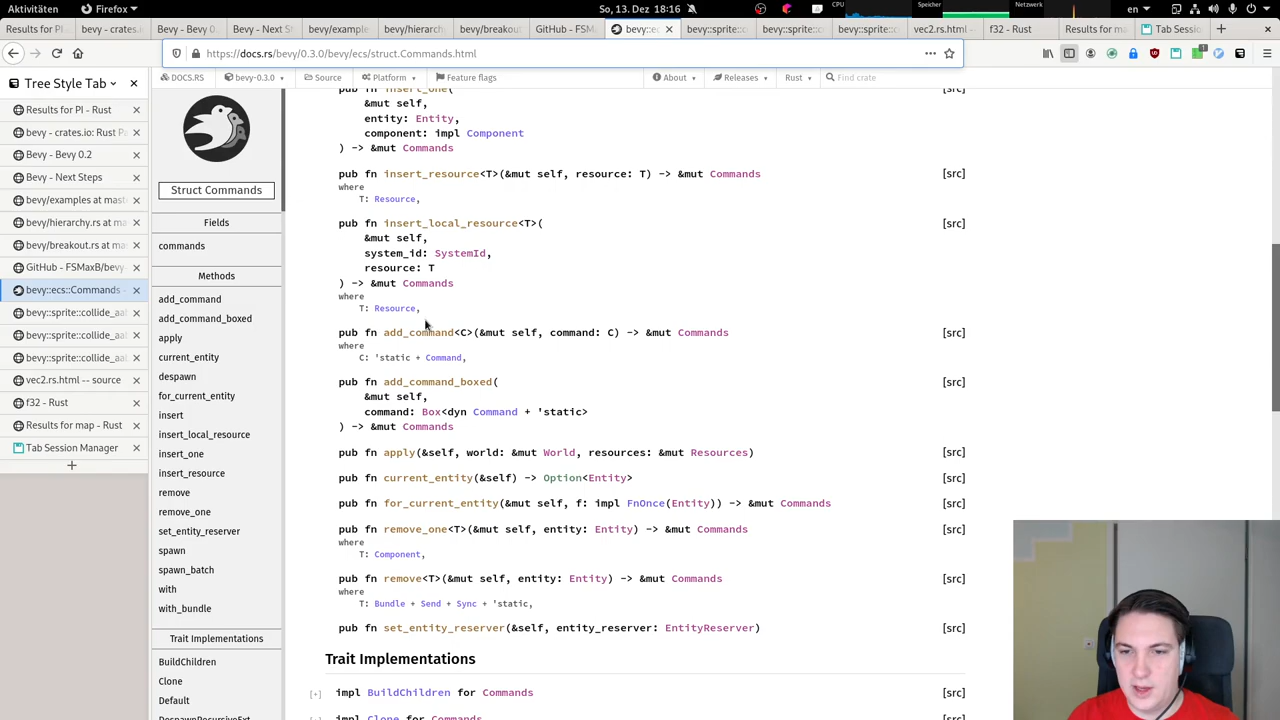 Aktivitäten
Firefox
So, 13. Dez  18:16
CPU
Speicher
Netzwerk
en
Results for PI
bevy - crates.
Bevy - Bevy 0.
Bevy - Next St
bevy/example
bevy/hierarch
bevy/breakout
GitHub - FSM
bevy::e
bevy::sprite::c
bevy::sprite::c
bevy::sprite::c
vec2.rs.html --
f32 - Rust
Results for m
Tab Session
https://docs.rs/bevy/0.3.0/bevy/ecs/struct.Commands.html
Tree Style Tab
DOCS.RS
bevy-0.3.0
Source
Platform
Feature flags
About
Releases
Rust
Find crate
Results for PI - Rust
bevy - crates.io: Rust Pa
Bevy - Bevy 0.2
Bevy - Next Steps
bevy/examples at mast
bevy/hierarchy.rs at ma
bevy/breakout.rs at mas
GitHub - FSMaxB/bevy
bevy::ecs::Commands -
bevy::sprite::collide_aa
bevy::sprite::collide_aa
bevy::sprite::collide_aa
vec2.rs.html -- source
f32 - Rust
Results for map - Rust
Tab Session Manager
Struct Commands
Fields
commands
Methods
add_command
add_command_boxed
apply
current_entity
despawn
for_current_entity
insert
insert_local_resource
insert_one
insert_resource
remove
remove_one
set_entity_reserver
spawn
spawn_batch
with
with_bundle
Trait Implementations
BuildChildren
Clone
Default
DespawnRecursiveExt
pub fn insert_one( [src]
&mut self,
entity: Entity,
component: impl Component
) -> &mut Commands
pub fn insert_resource<T>(&mut self, resource: T) -> &mut Commands [src]
where
T: Resource,
pub fn insert_local_resource<T>( [src]
&mut self,
system_id: SystemId,
resource: T
) -> &mut Commands
where
T: Resource,
pub fn add_command<C>(&mut self, command: C) -> &mut Commands [src]
where
C: 'static + Command,
pub fn add_command_boxed( [src]
&mut self,
command: Box<dyn Command + 'static>
) -> &mut Commands
pub fn apply(&self, world: &mut World, resources: &mut Resources) [src]
pub fn current_entity(&self) -> Option<Entity> [src]
pub fn for_current_entity(&mut self, f: impl FnOnce(Entity)) -> &mut Commands [src]
pub fn remove_one<T>(&mut self, entity: Entity) -> &mut Commands [src]
where
T: Component,
pub fn remove<T>(&mut self, entity: Entity) -> &mut Commands [src]
where
T: Bundle + Send + Sync + 'static,
pub fn set_entity_reserver(&self, entity_reserver: EntityReserver) [src]
Trait Implementations
[+] impl BuildChildren for Commands [src]
impl Clone for Commands [src]